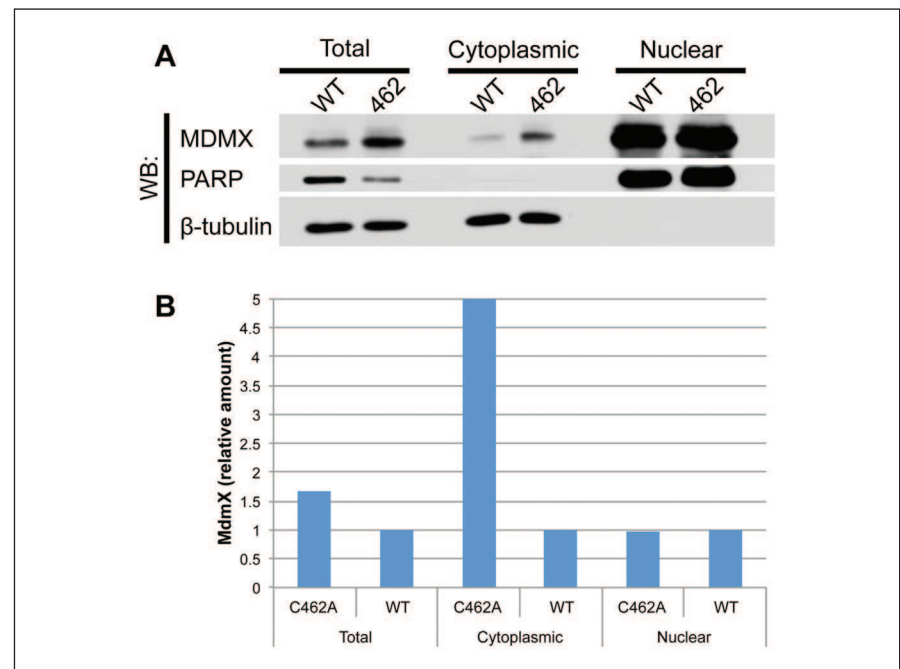 A
Total
Cytoplasmic
Nuclear
WT 462 WT 462 WT 462
WB:
MDMX
PARP
β-tubulin
B
MdmX (relative amount)
5
4.5
4
3.5
3
2.5
2
1.5
1
0.5
0
C462A WT C462A WT C462A WT
Total Cytoplasmic Nuclear